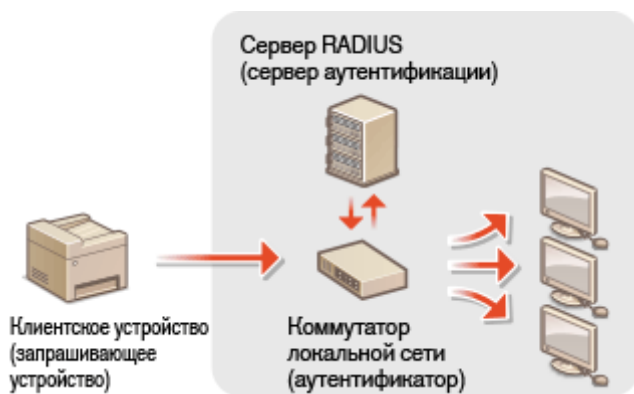 Сервер RADIUS
(сервер аутентификации)
Клиентское устройство
(запрашивающее
устройство)
Коммутатор
локальной сети
(аутентификатор)